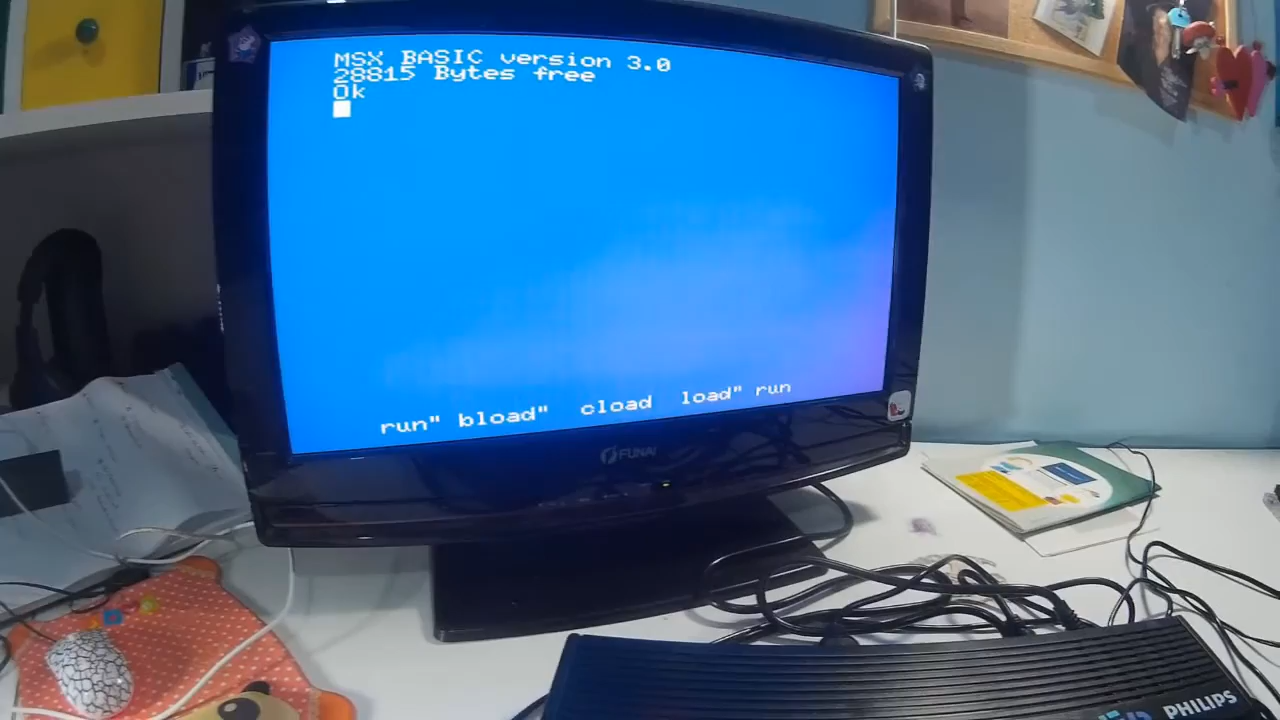 MSX BASIC version 3.0
28815 Bytes free
Ok
run" bload" cload load" run
FUNAI
PHILIPS